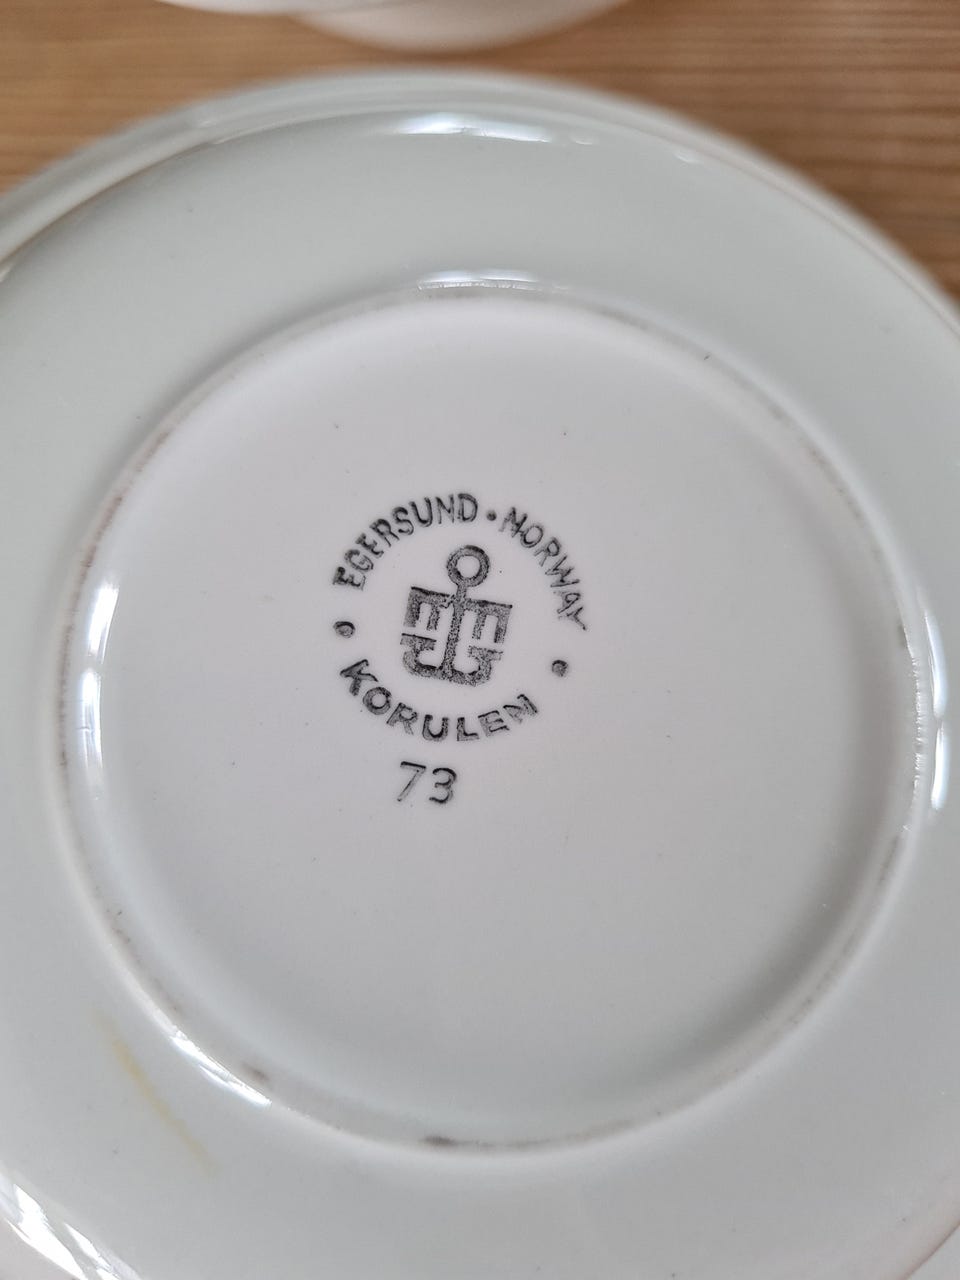 EGERSUND • NORWAY
• KORULEN •
73